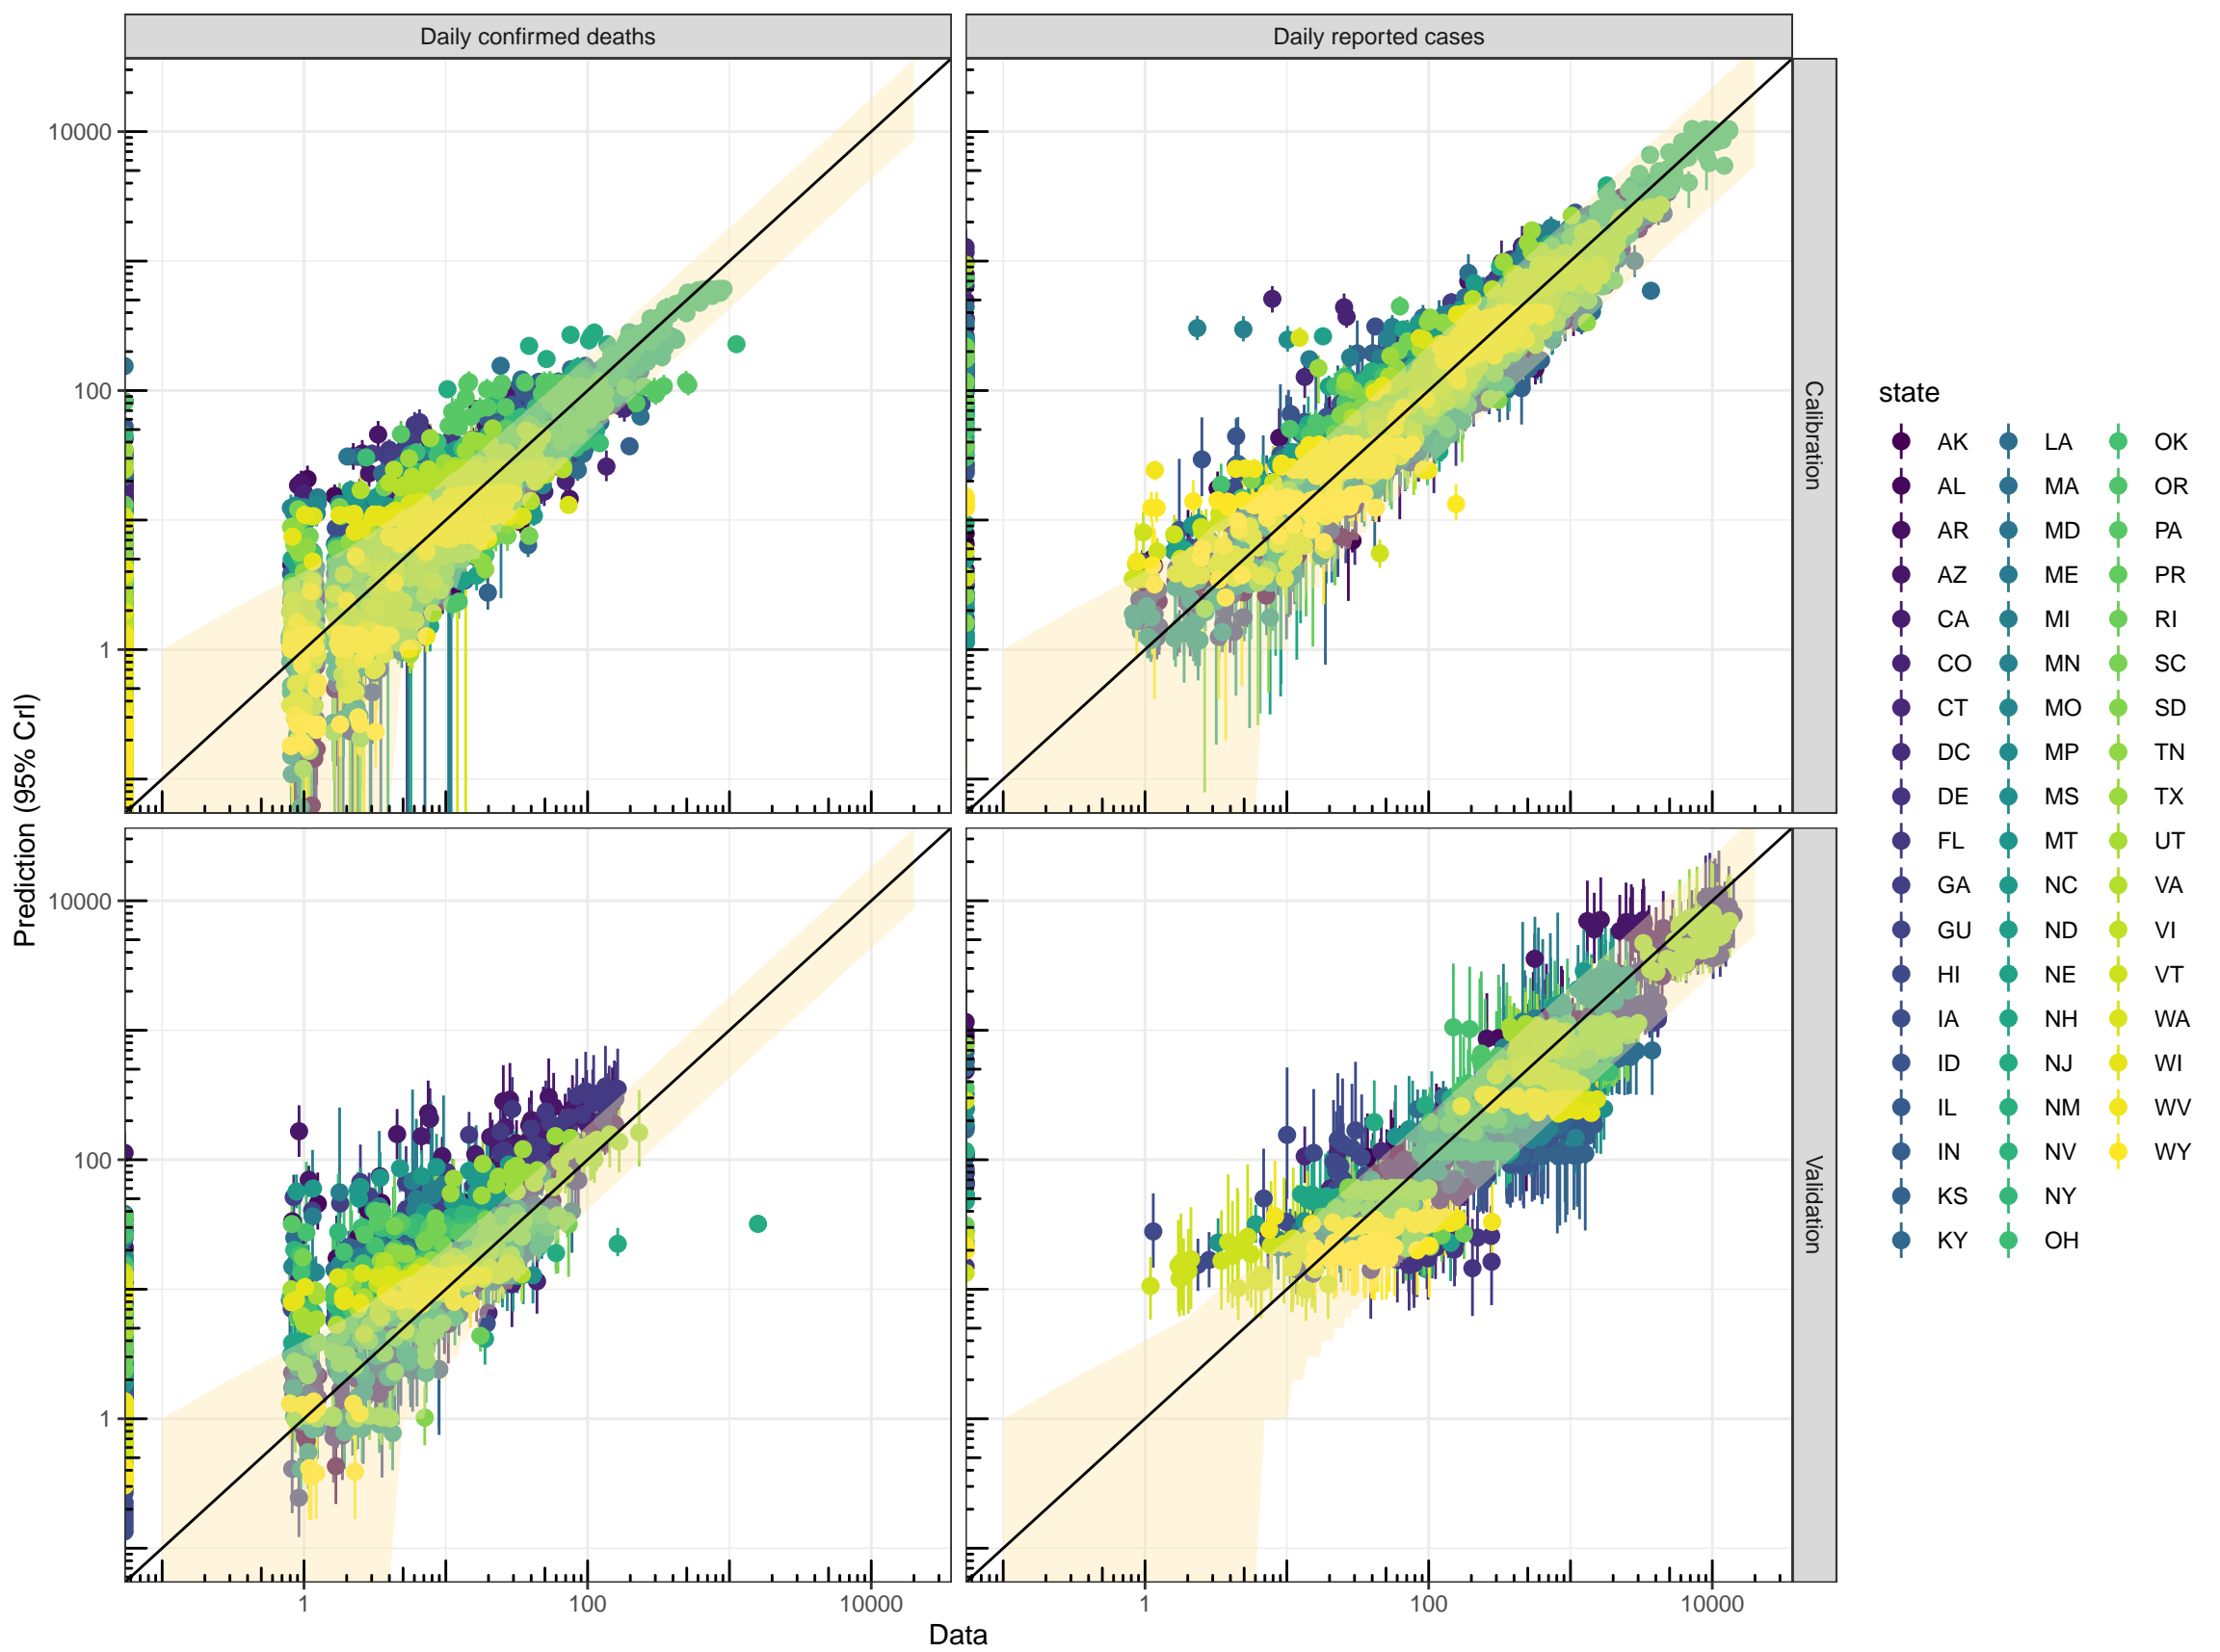 Daily confirmed deaths
Daily reported cases
Calibration
Validation
10000
100
1
10000
100
1
Prediction (95% CrI)
1
100
10000
1
100
10000
Data
state
AK
AL
AR
AZ
CA
CO
CT
DC
DE
FL
GA
GU
HI
IA
ID
IL
IN
KS
KY
LA
MA
MD
ME
MI
MN
MO
MP
MS
MT
NC
ND
NE
NH
NJ
NM
NV
NY
OH
OK
OR
PA
PR
RI
SC
SD
TN
TX
UT
VA
VI
VT
WA
WI
WV
WY